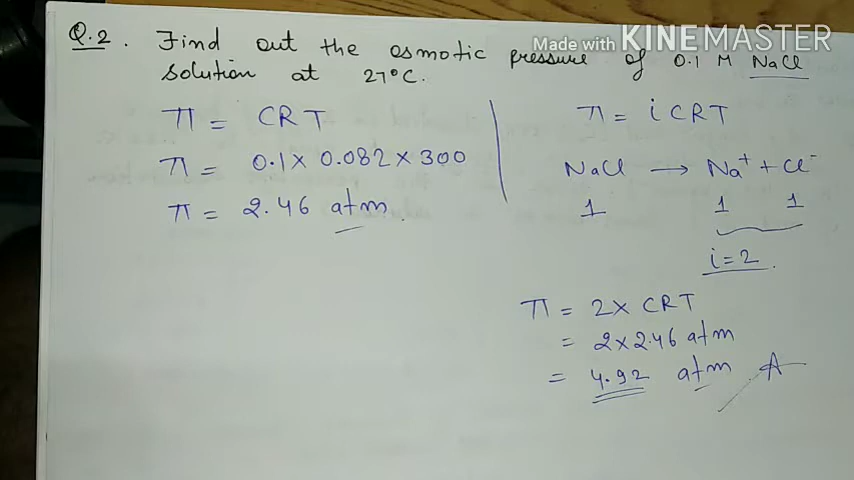 Made with KINEMASTER
Q.2. Find out the osmotic pressure of 0.1 M NaCl
solution at 27°C.
π = CRT
π = 0.1 × 0.082 × 300
π = 2.46 atm.
π = i CRT
NaCl → Na⁺ + Cl⁻
1 1 1
i = 2.
π = 2 × CRT
= 2 × 2.46 atm
= 4.92 atm. A